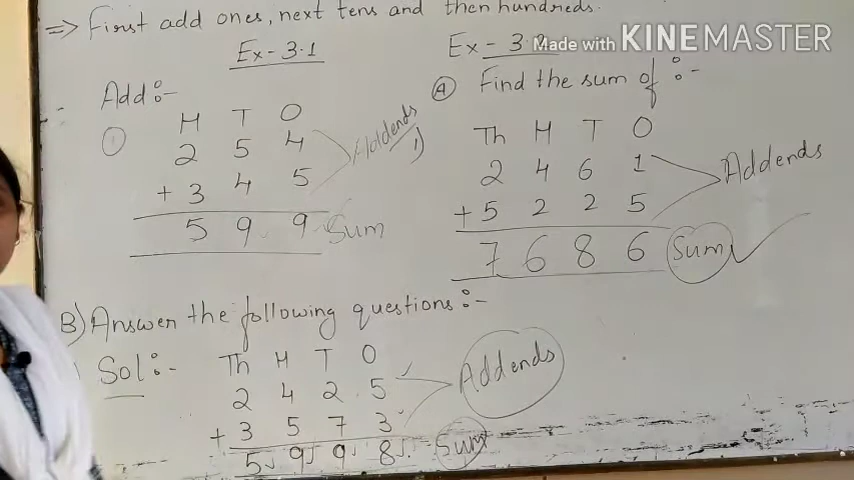 => First add ones, next tens and then hundreds.
Ex-3.1
Add:-
1
H T O
2 5 4
+ 3 4 5
5 9 9 Sum
Addends
Ex-3.
Made with KINEMASTER
A Find the sum of :-
1)
Th H T O
2 4 6 1
+ 5 2 2 5
Addends
7 6 8 6 Sum
B) Answer the following questions :-
) Sol :-
Th H T O
2 4 2 5
+ 3 5 7 3
Addends
5 9 9 8 Sum